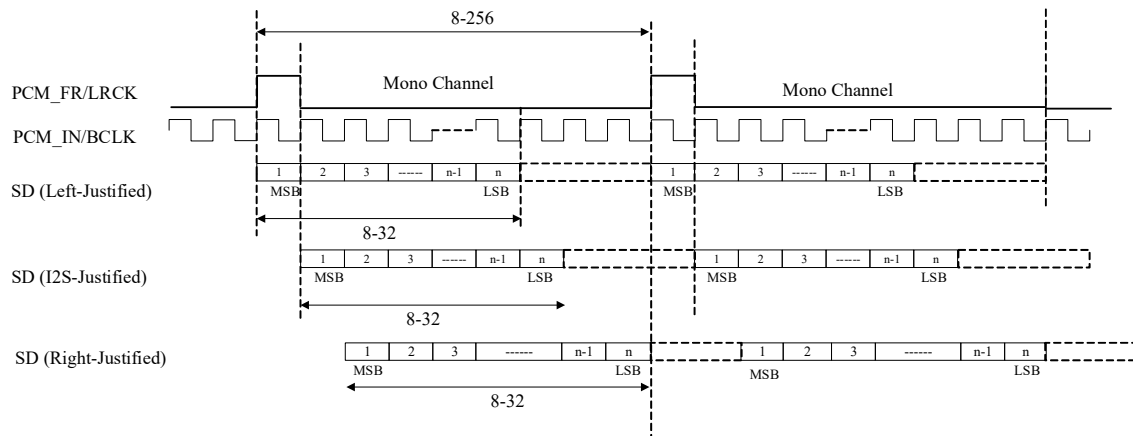 8-256
PCM_FR/LRCK Mono Channel Mono Channel
PCM_IN/BCLK
SD (Left-Justified) 1 2 3 ------ n-1 n 1 2 3 ------ n-1 n
MSB LSB MSB LSB
8-32
SD (I2S-Justified) 1 2 3 ------ n-1 n 1 2 3 ------ n-1 n
MSB LSB MSB LSB
8-32
SD (Right-Justified) 1 2 3 ------ n-1 n 1 2 3 ------ n-1 n
MSB LSB MSB LSB
8-32